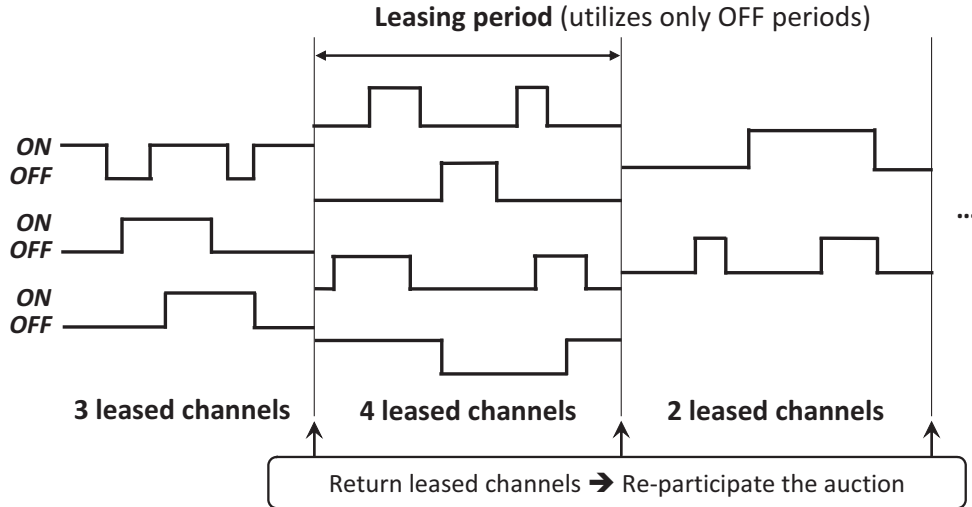 Leasing period (utilizes only OFF periods)
ON
OFF
ON
OFF
ON
OFF
...
3 leased channels
4 leased channels
2 leased channels
Return leased channels ➔ Re-participate the auction